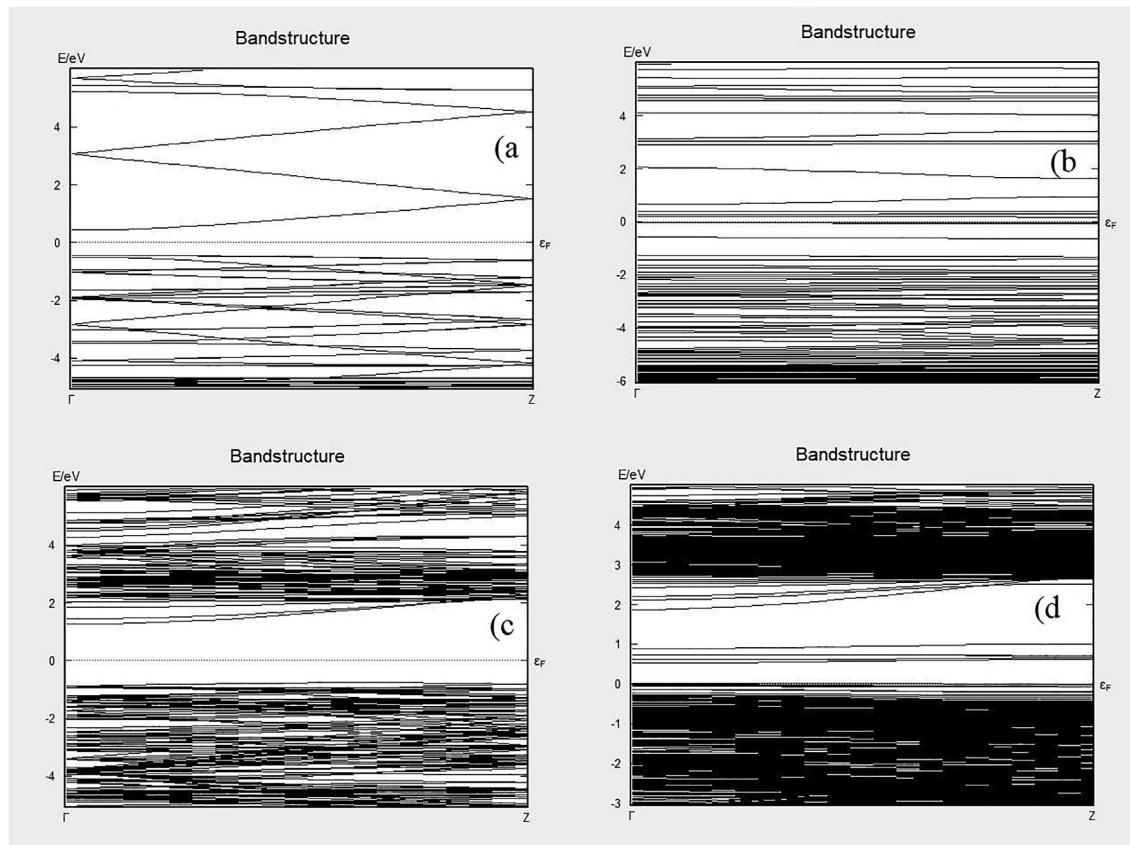 Bandstructure
E/eV
4
2
0
-2
-4
εF
Γ
Z
(a
Bandstructure
E/eV
4
2
0
-2
-4
-6
εF
Γ
Z
(b
Bandstructure
E/eV
4
2
0
-2
-4
εF
Γ
Z
(c
Bandstructure
E/eV
4
3
2
1
0
-1
-2
-3
εF
Γ
Z
(d